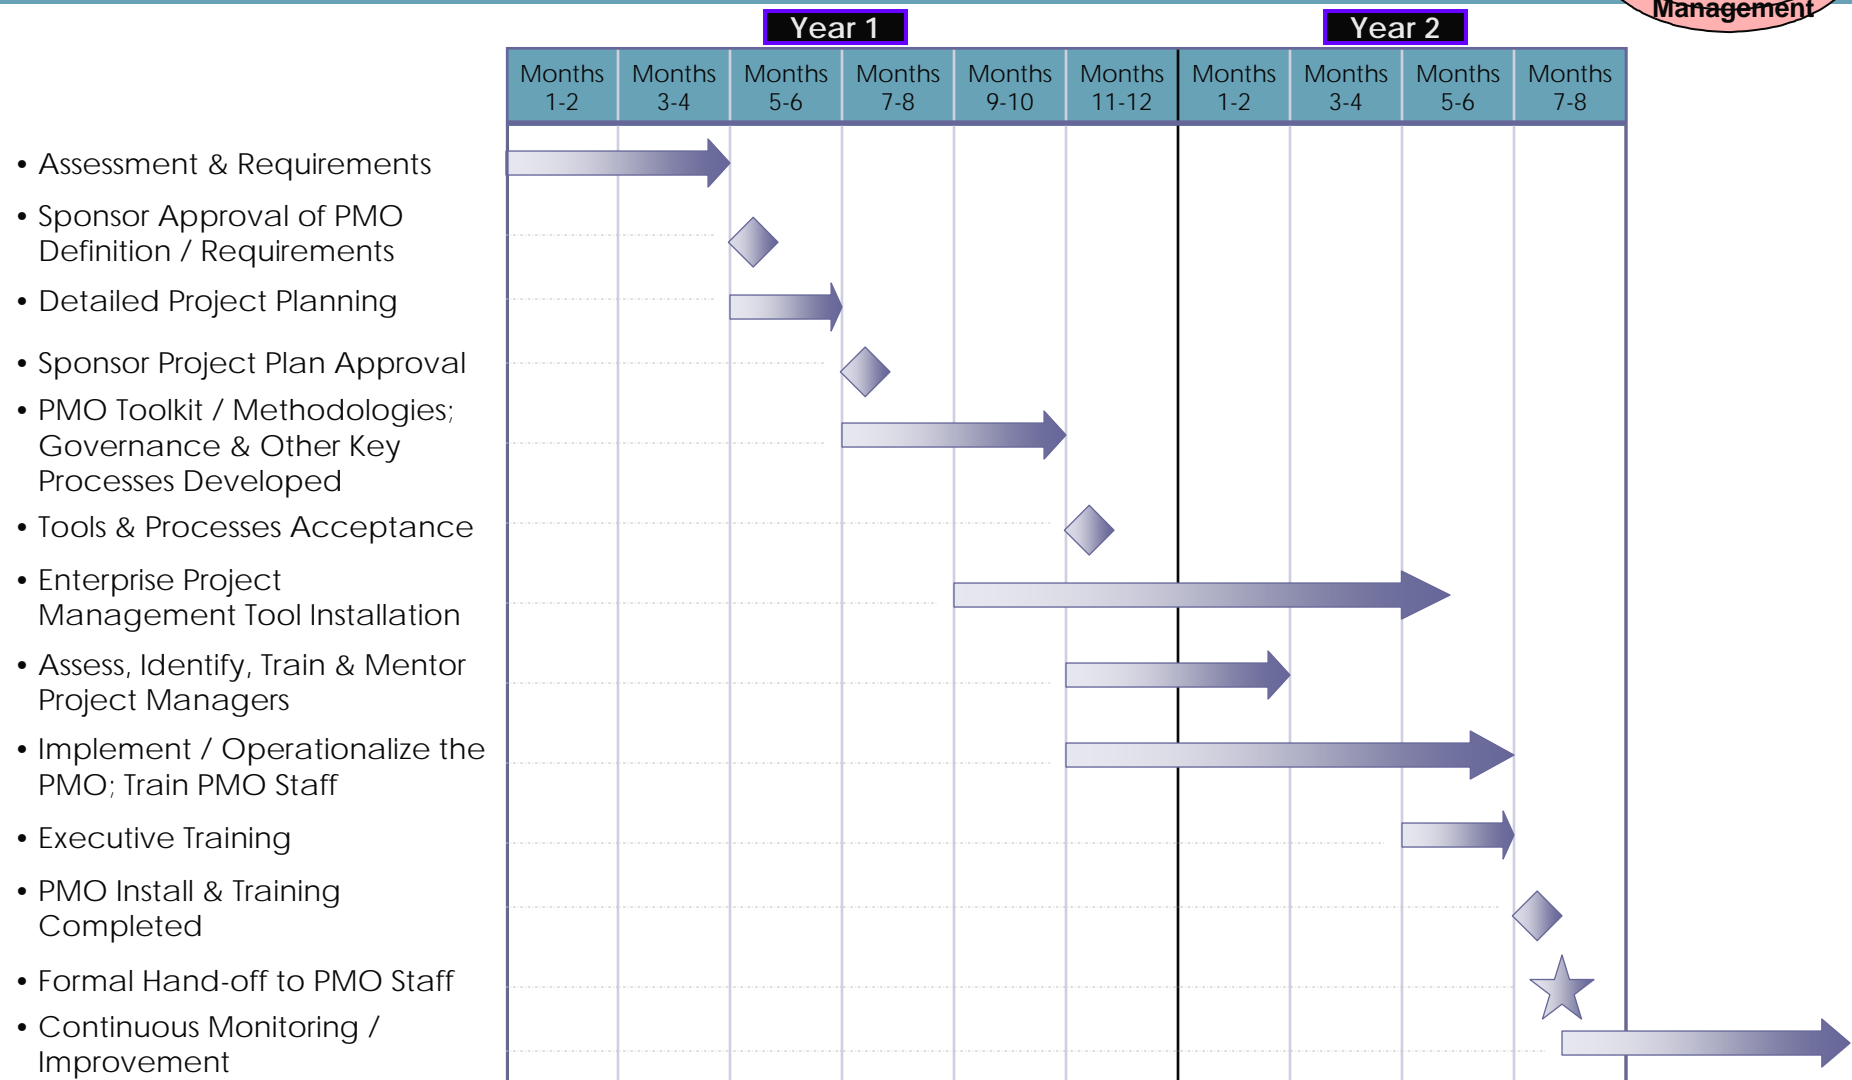 Management
Year 1
Year 2
Months Months Months Months Months Months Months Months Months Months
1-2 3-4 5-6 7-8 9-10 11-12 1-2 3-4 5-6 7-8
• Assessment & Requirements
• Sponsor Approval of PMO
Definition / Requirements
• Detailed Project Planning
• Sponsor Project Plan Approval
• PMO Toolkit / Methodologies;
Governance & Other Key
Processes Developed
• Tools & Processes Acceptance
• Enterprise Project
Management Tool Installation
• Assess, Identify, Train & Mentor
Project Managers
• Implement / Operationalize the
PMO; Train PMO Staff
• Executive Training
• PMO Install & Training
Completed
• Formal Hand-off to PMO Staff
• Continuous Monitoring /
Improvement